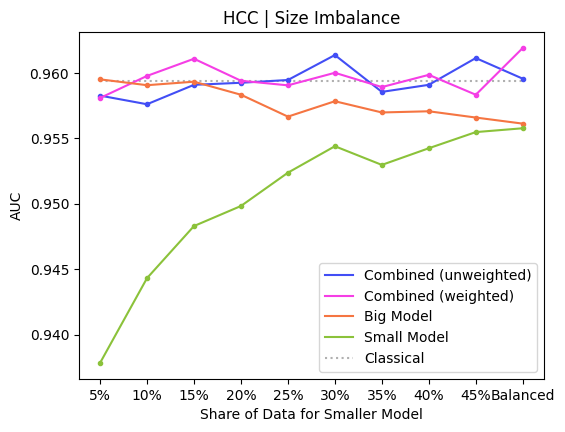 HCC | Size Imbalance
AUC
0.960
0.955
0.950
0.945
0.940
Combined (unweighted)
Combined (weighted)
Big Model
Small Model
Classical
5% 10% 15% 20% 25% 30% 35% 40% 45% Balanced
Share of Data for Smaller Model